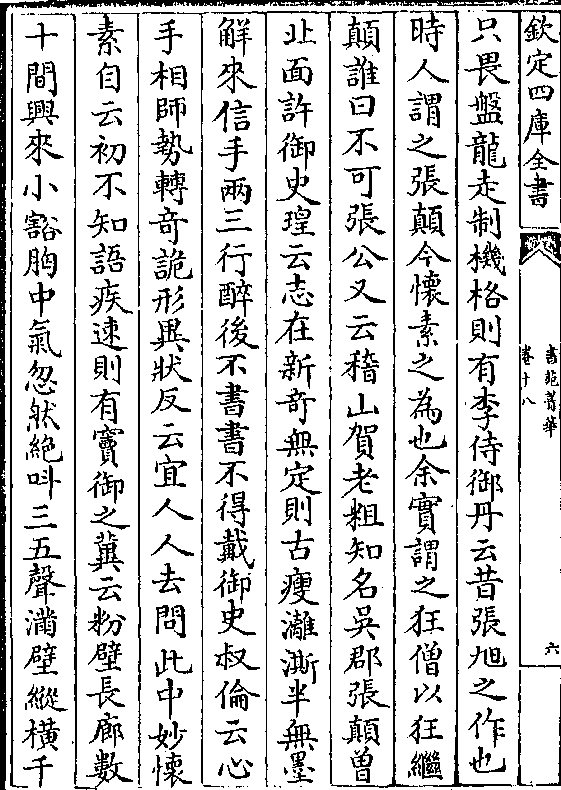 欽定四庫全書
書苑菁華
卷十八
六
只畏盤龍走制機格則有李侍御丹云昔張旭之作也
時人謂之張顛今懷素之為也余實謂之狂僧以狂繼
顛誰曰不可張公又云稽山賀老粗知名吳郡張顛曾
北面許御史瑝云志在新奇無定則古瘦灕澌半無墨
鮮來信手兩三行醉後不書書不得戴御史叔倫云心
手相師勢轉奇詭形異狀反云宜人人去問此中妙懷
素自云初不知語疾速則有竇御之冀云粉壁長廊數
十間興來小豁胸中氣忽然絶呌三五聲滿壁縱横千